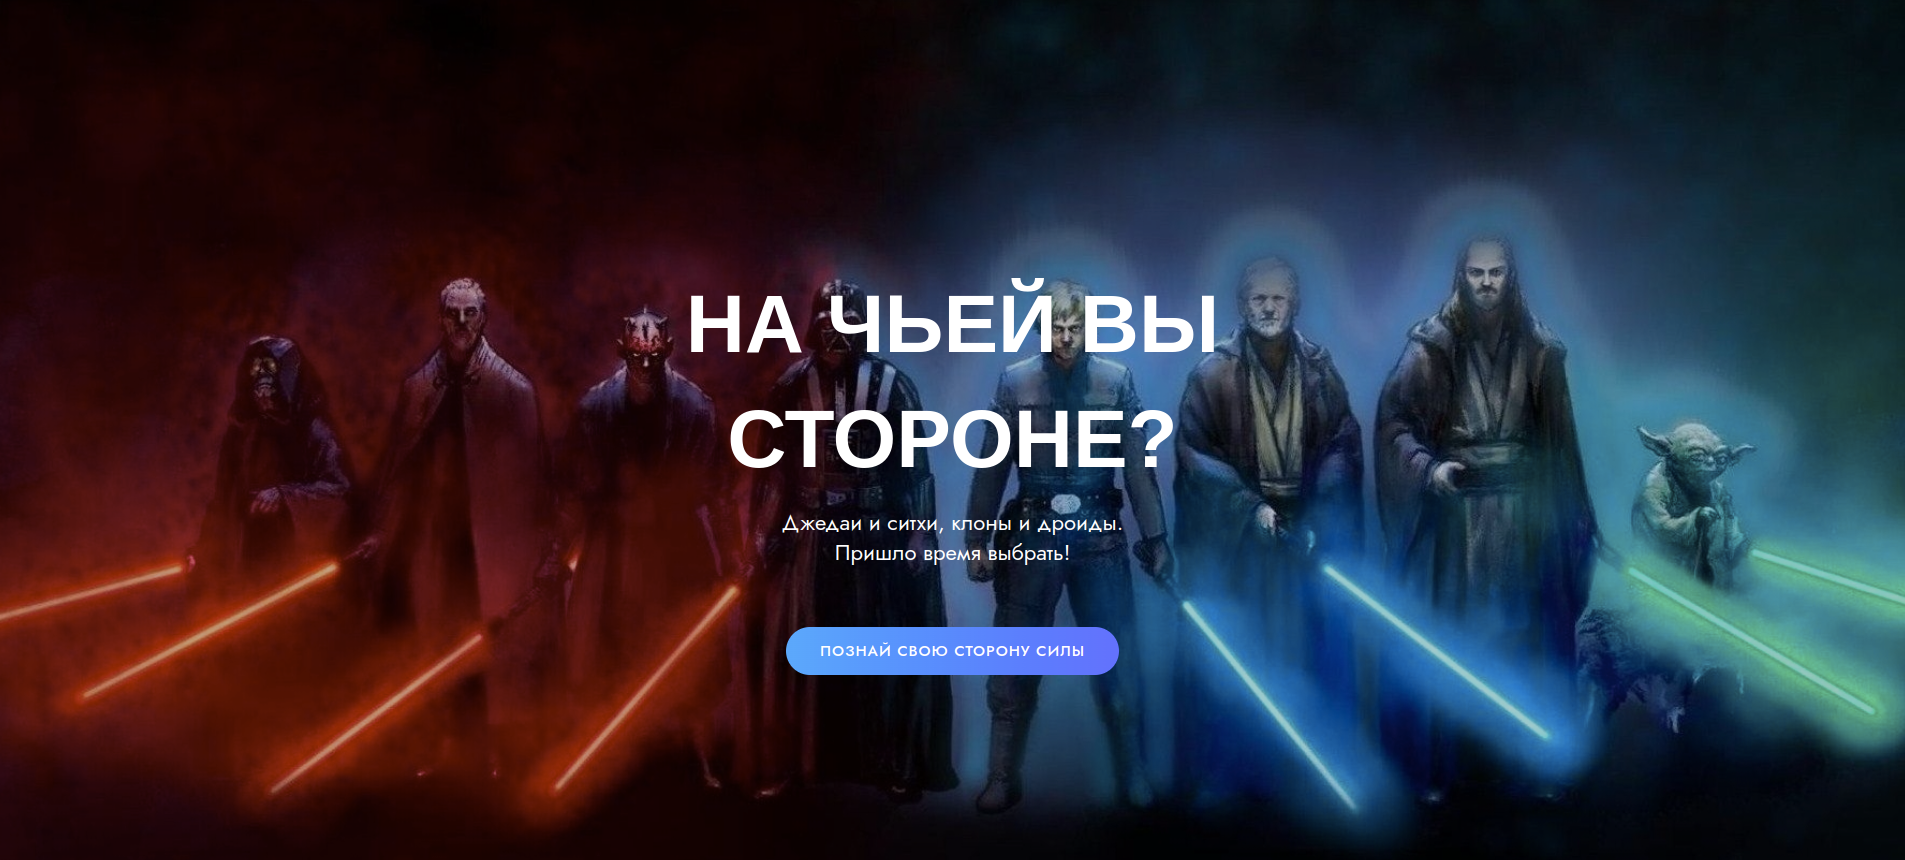 НА ЧЬЕЙ ВЫ
СТОРОНЕ?
Джедаи и ситхи, клоны и дроиды.
Пришло время выбрать!
ПОЗНАЙ СВОЮ СТОРОНУ СИЛЫ